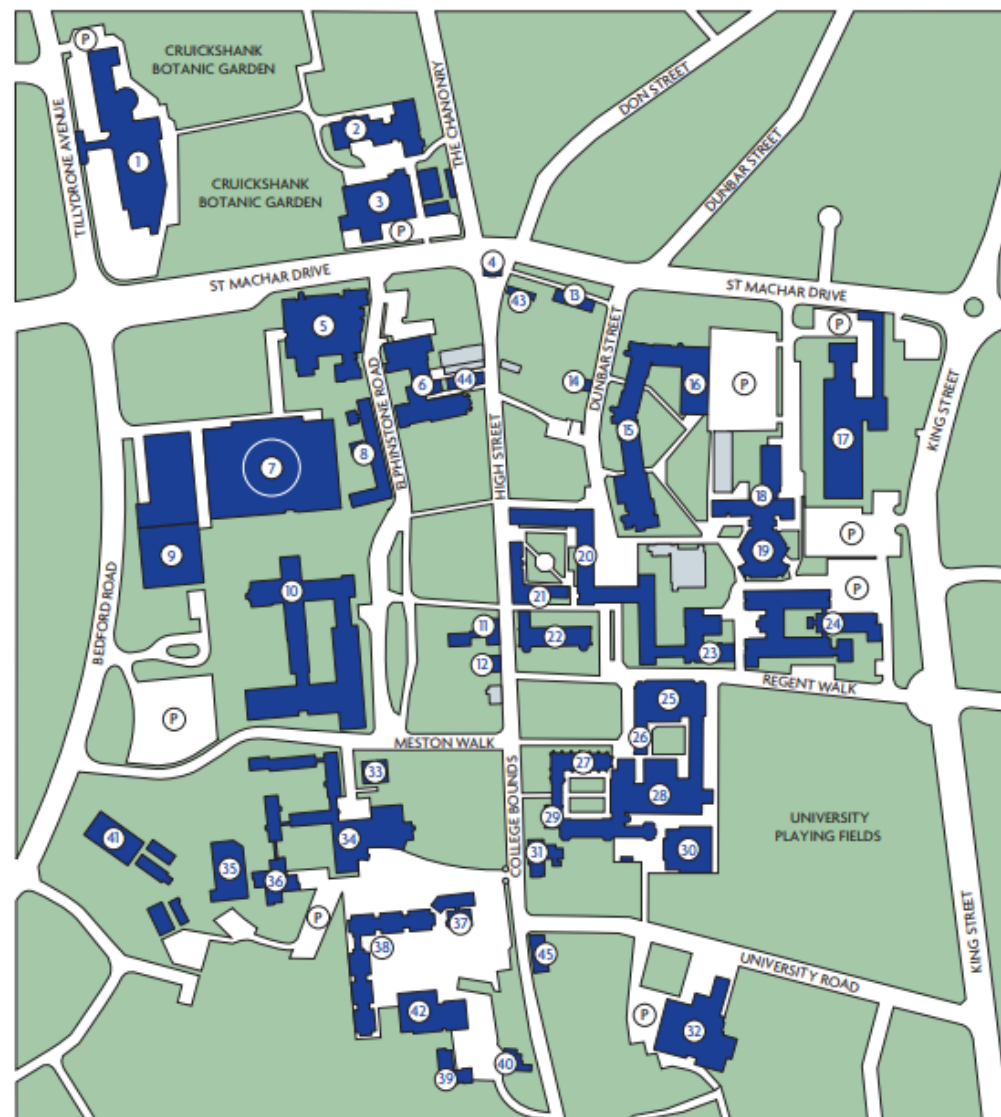 P
CRUICKSHANK
BOTANIC GARDEN
TILLYDRONE AVENUE
1
2
THE CHANONRY
DON STREET
DUNBAR STREET
CRUICKSHANK
BOTANIC GARDEN
3
P
4
ST MACHAR DRIVE
ST MACHAR DRIVE
43
13
P
5
ELPHINSTONE ROAD
6
44
14
DUNBAR STREET
16
P
15
17
KING STREET
7
8
HIGH STREET
18
9
20
19
P
10
21
P
BEDFORD ROAD
11
22
24
12
23
REGENT WALK
P
25
MESTON WALK
26
33
27
COLLEGE BOUNDS
28
UNIVERSITY
PLAYING FIELDS
29
41
34
35
31
30
36
P
37
38
45
UNIVERSITY ROAD
KING STREET
42
P
32
39
40